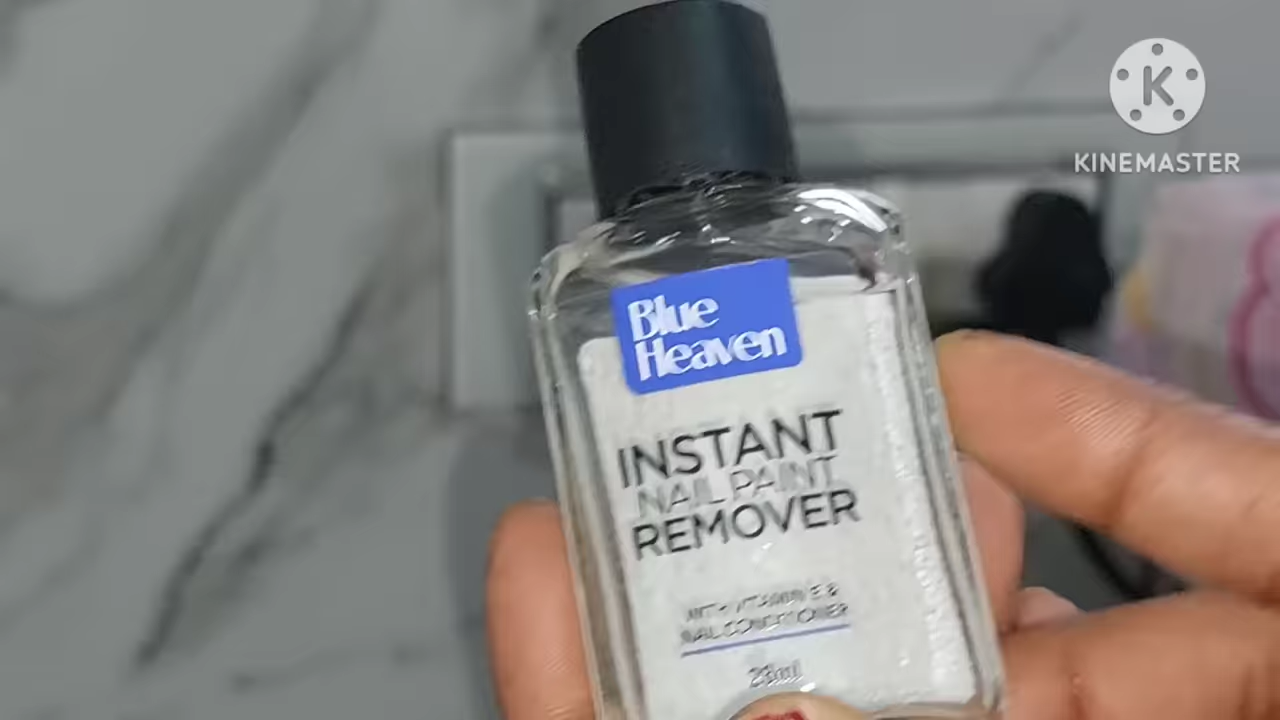 KINEMASTER
Blue
Heaven
INSTANT
NAIL PAINT
REMOVER
WITH VITAMIN E &
NAIL CONDITIONER